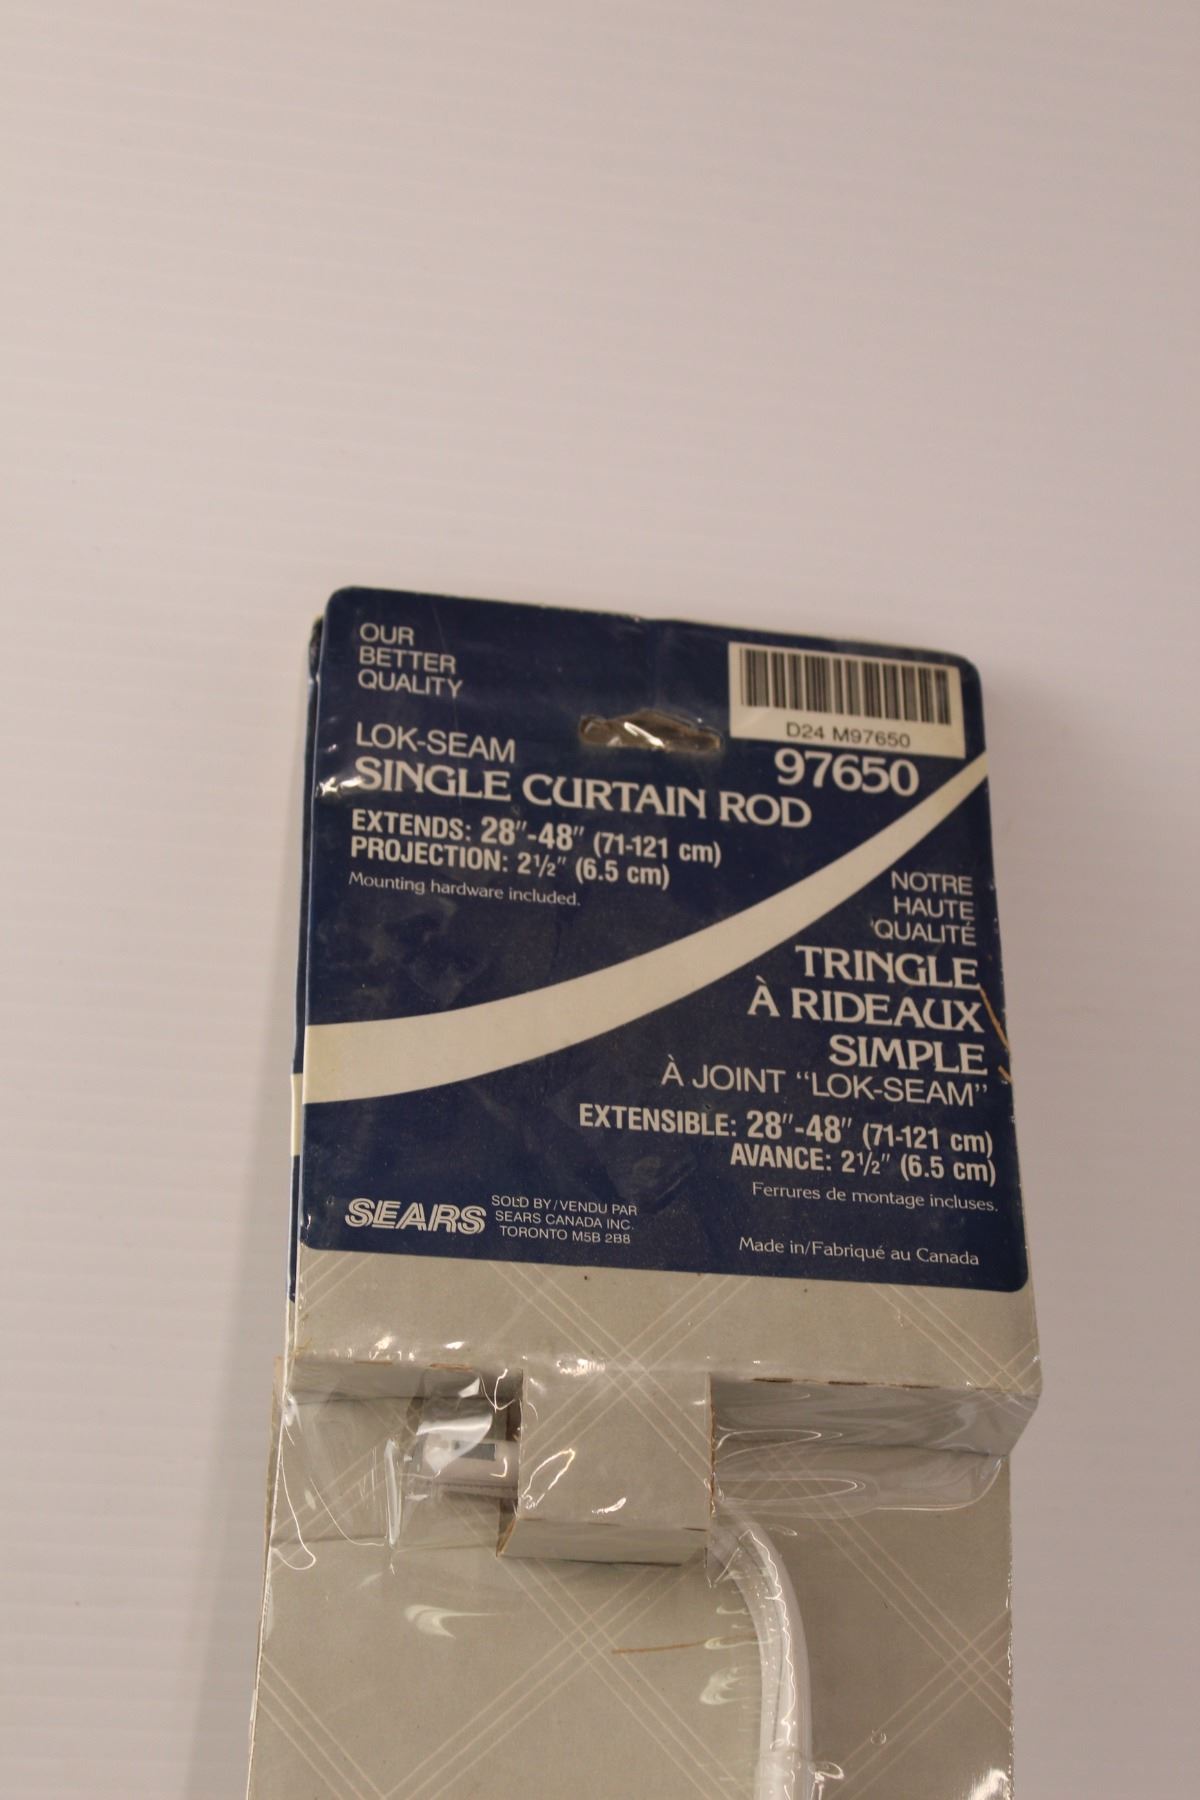 OUR
BETTER
QUALITY
D24 M97650
97650
LOK-SEAM
SINGLE CURTAIN ROD
EXTENDS: 28"-48" (71-121 cm)
PROJECTION: 2½" (6.5 cm)
Mounting hardware included.
NOTRE
HAUTE
QUALITÉ
TRINGLE
À RIDEAUX
SIMPLE
À JOINT “LOK-SEAM”
EXTENSIBLE: 28"-48" (71-121 cm)
AVANCE: 2½" (6.5 cm)
Ferrures de montage incluses.
SEARS
SOLD BY/VENDU PAR
SEARS CANADA INC.
TORONTO M5B 2B8
Made in/Fabriqué au Canada